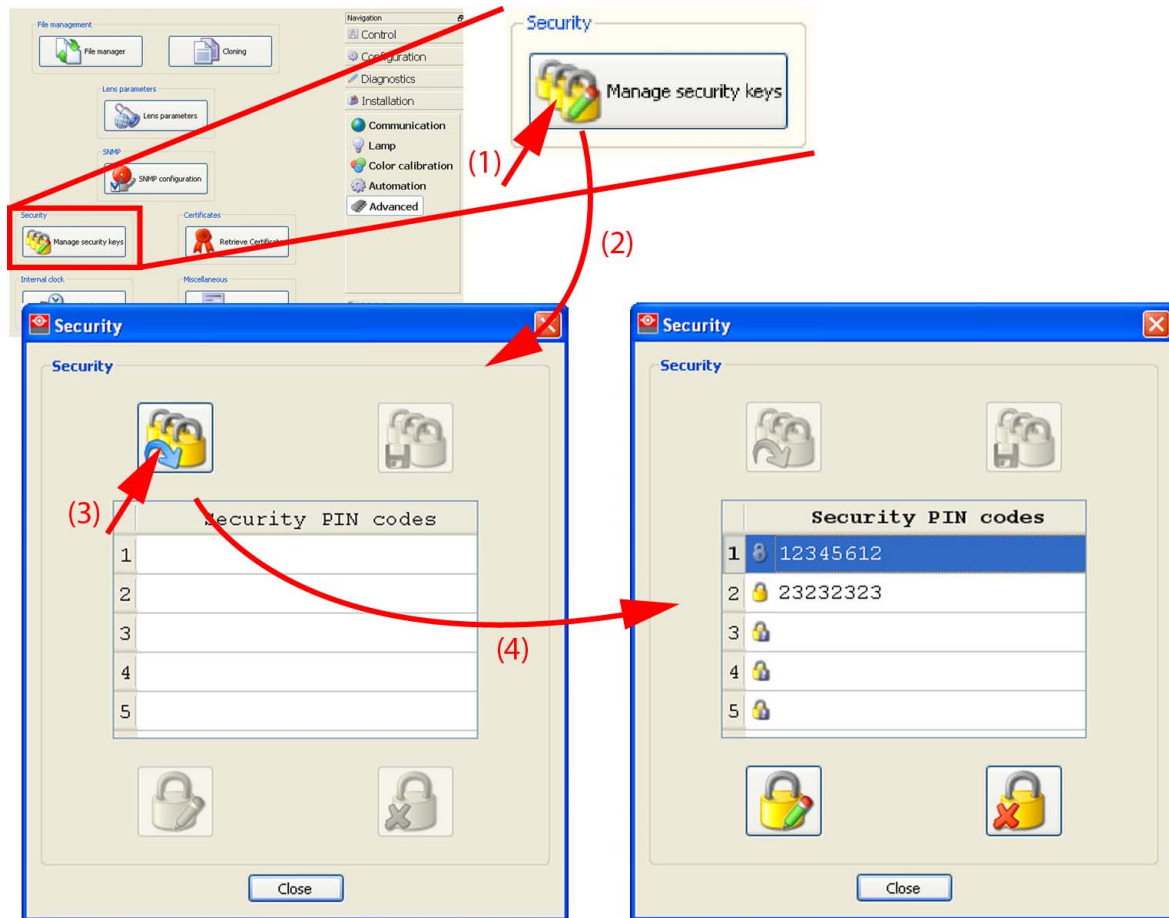 File management
File manager
Cloning
Lens parameters
Lens parameters
SNMP
SNMP configuration
Security
Manage security keys
Certificates
Internal clock
Miscellaneous
Navigation
Control
Configuration
Diagnostics
Installation
Communication
Lamp
Color calibration
Automation
Advanced
Security
Manage security keys
(1)
(2)
Security
Security
(3)
Security PIN codes
1
2
3
4
5
Close
(4)
Security
Security
Security PIN codes
1 12345612
2 23232323
3
4
5
Close